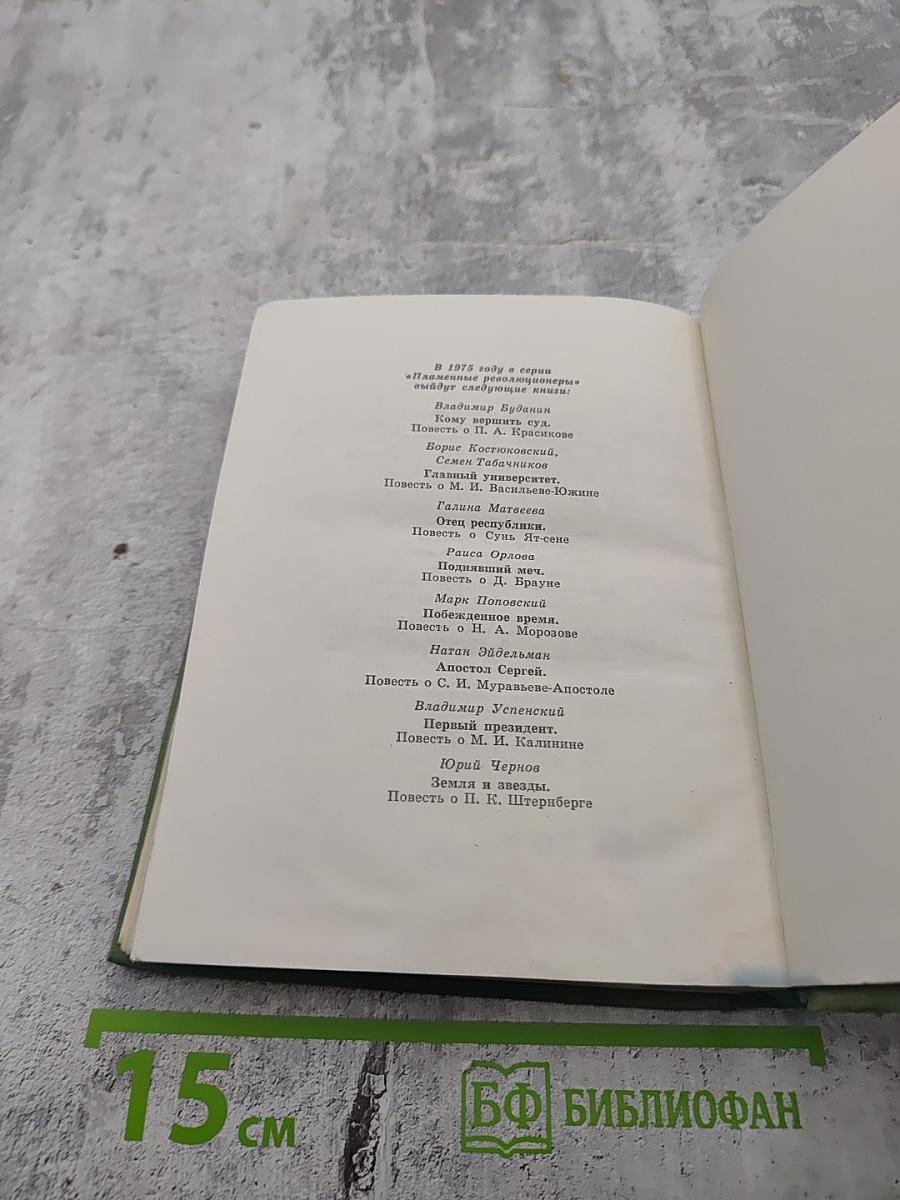 В 1975 году в серии
«Пламенные революционеры»
выйдут следующие книги:
Владимир Буданин
Кому вершить суд.
Повесть о П. А. Красикове
Борис Костюковский,
Семен Табачников
Главный университет.
Повесть о М. И. Васильеве-Южине
Галина Матвеева
Отец республики.
Повесть о Сунь Ят-сене
Раиса Орлова
Поднявший меч.
Повесть о Д. Брауне
Марк Поповский
Побежденное время.
Повесть о Н. А. Морозове
Натан Эйдельман
Апостол Сергей.
Повесть о С. И. Муравьеве-Апостоле
Владимир Успенский
Первый президент.
Повесть о М. И. Калинине
Юрий Чернов
Земля и звезды.
Повесть о П. К. Штернберге
15 см
БФ БИБЛИОФАН